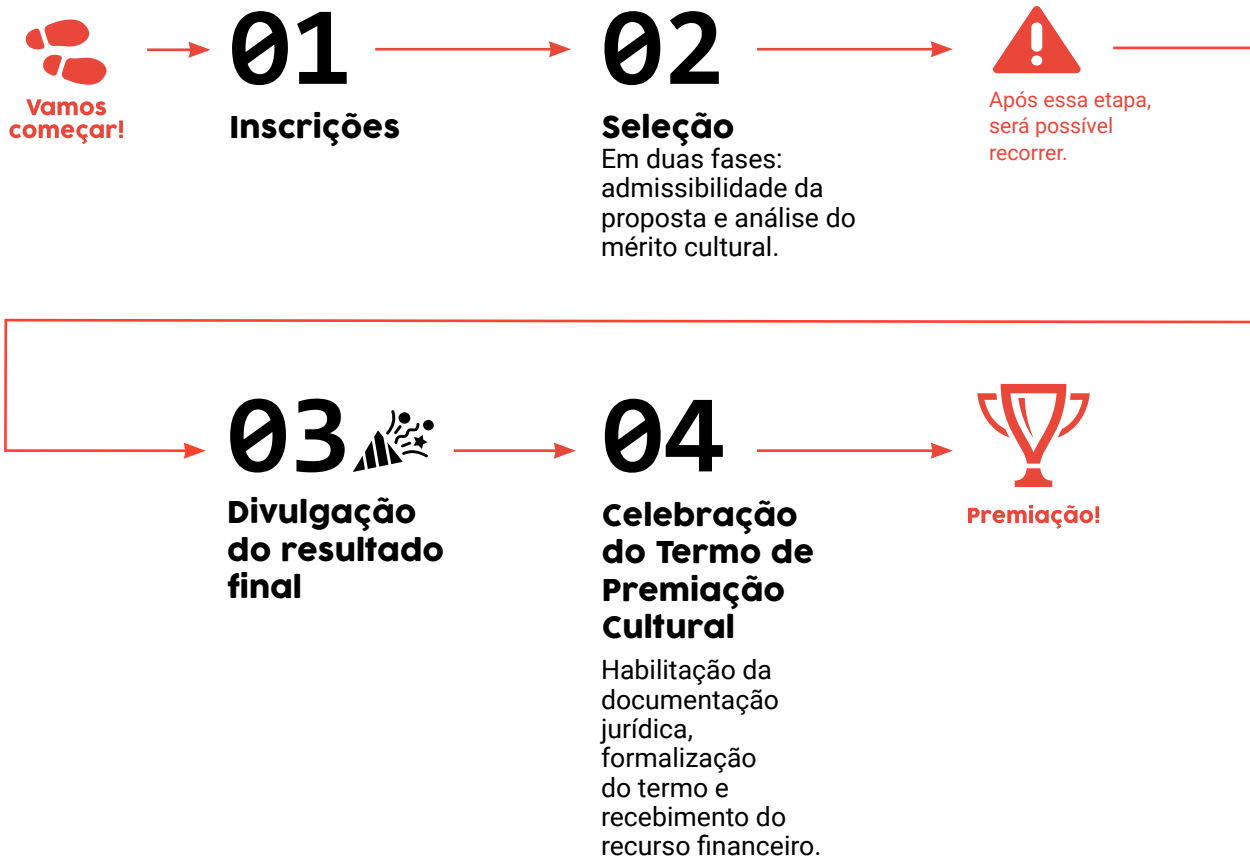 Vamos
começar!
01
Inscrições
02
Seleção
Em duas fases:
admissibilidade da
proposta e análise do
mérito cultural.
Após essa etapa,
será possível
recorrer.
03
Divulgação
do resultado
final
04
Celebração
do Termo de
Premiação
Cultural
Habilitação da
documentação
jurídica,
formalização
do termo e
recebimento do
recurso financeiro.
Premiação!